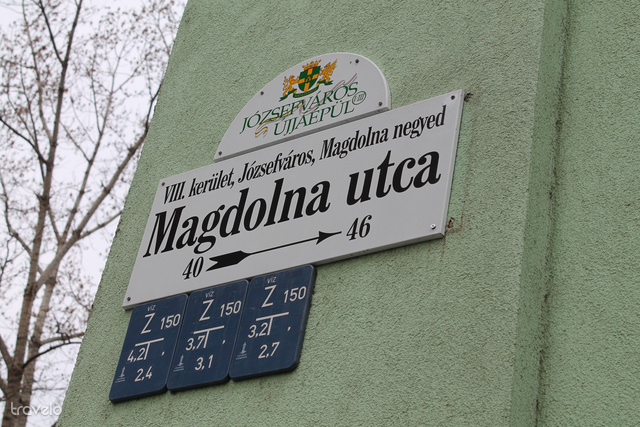 JÓZSEFVÁROS
ÚJJÁÉPÜL
VIII. kerület, Józsefváros, Magdolna negyed
Magdolna utca
40 46
VÍZ
Z 150
4,2
2,4
VÍZ
Z 150
3,7
3,1
VÍZ
Z 150
3,2
2,7
travelo